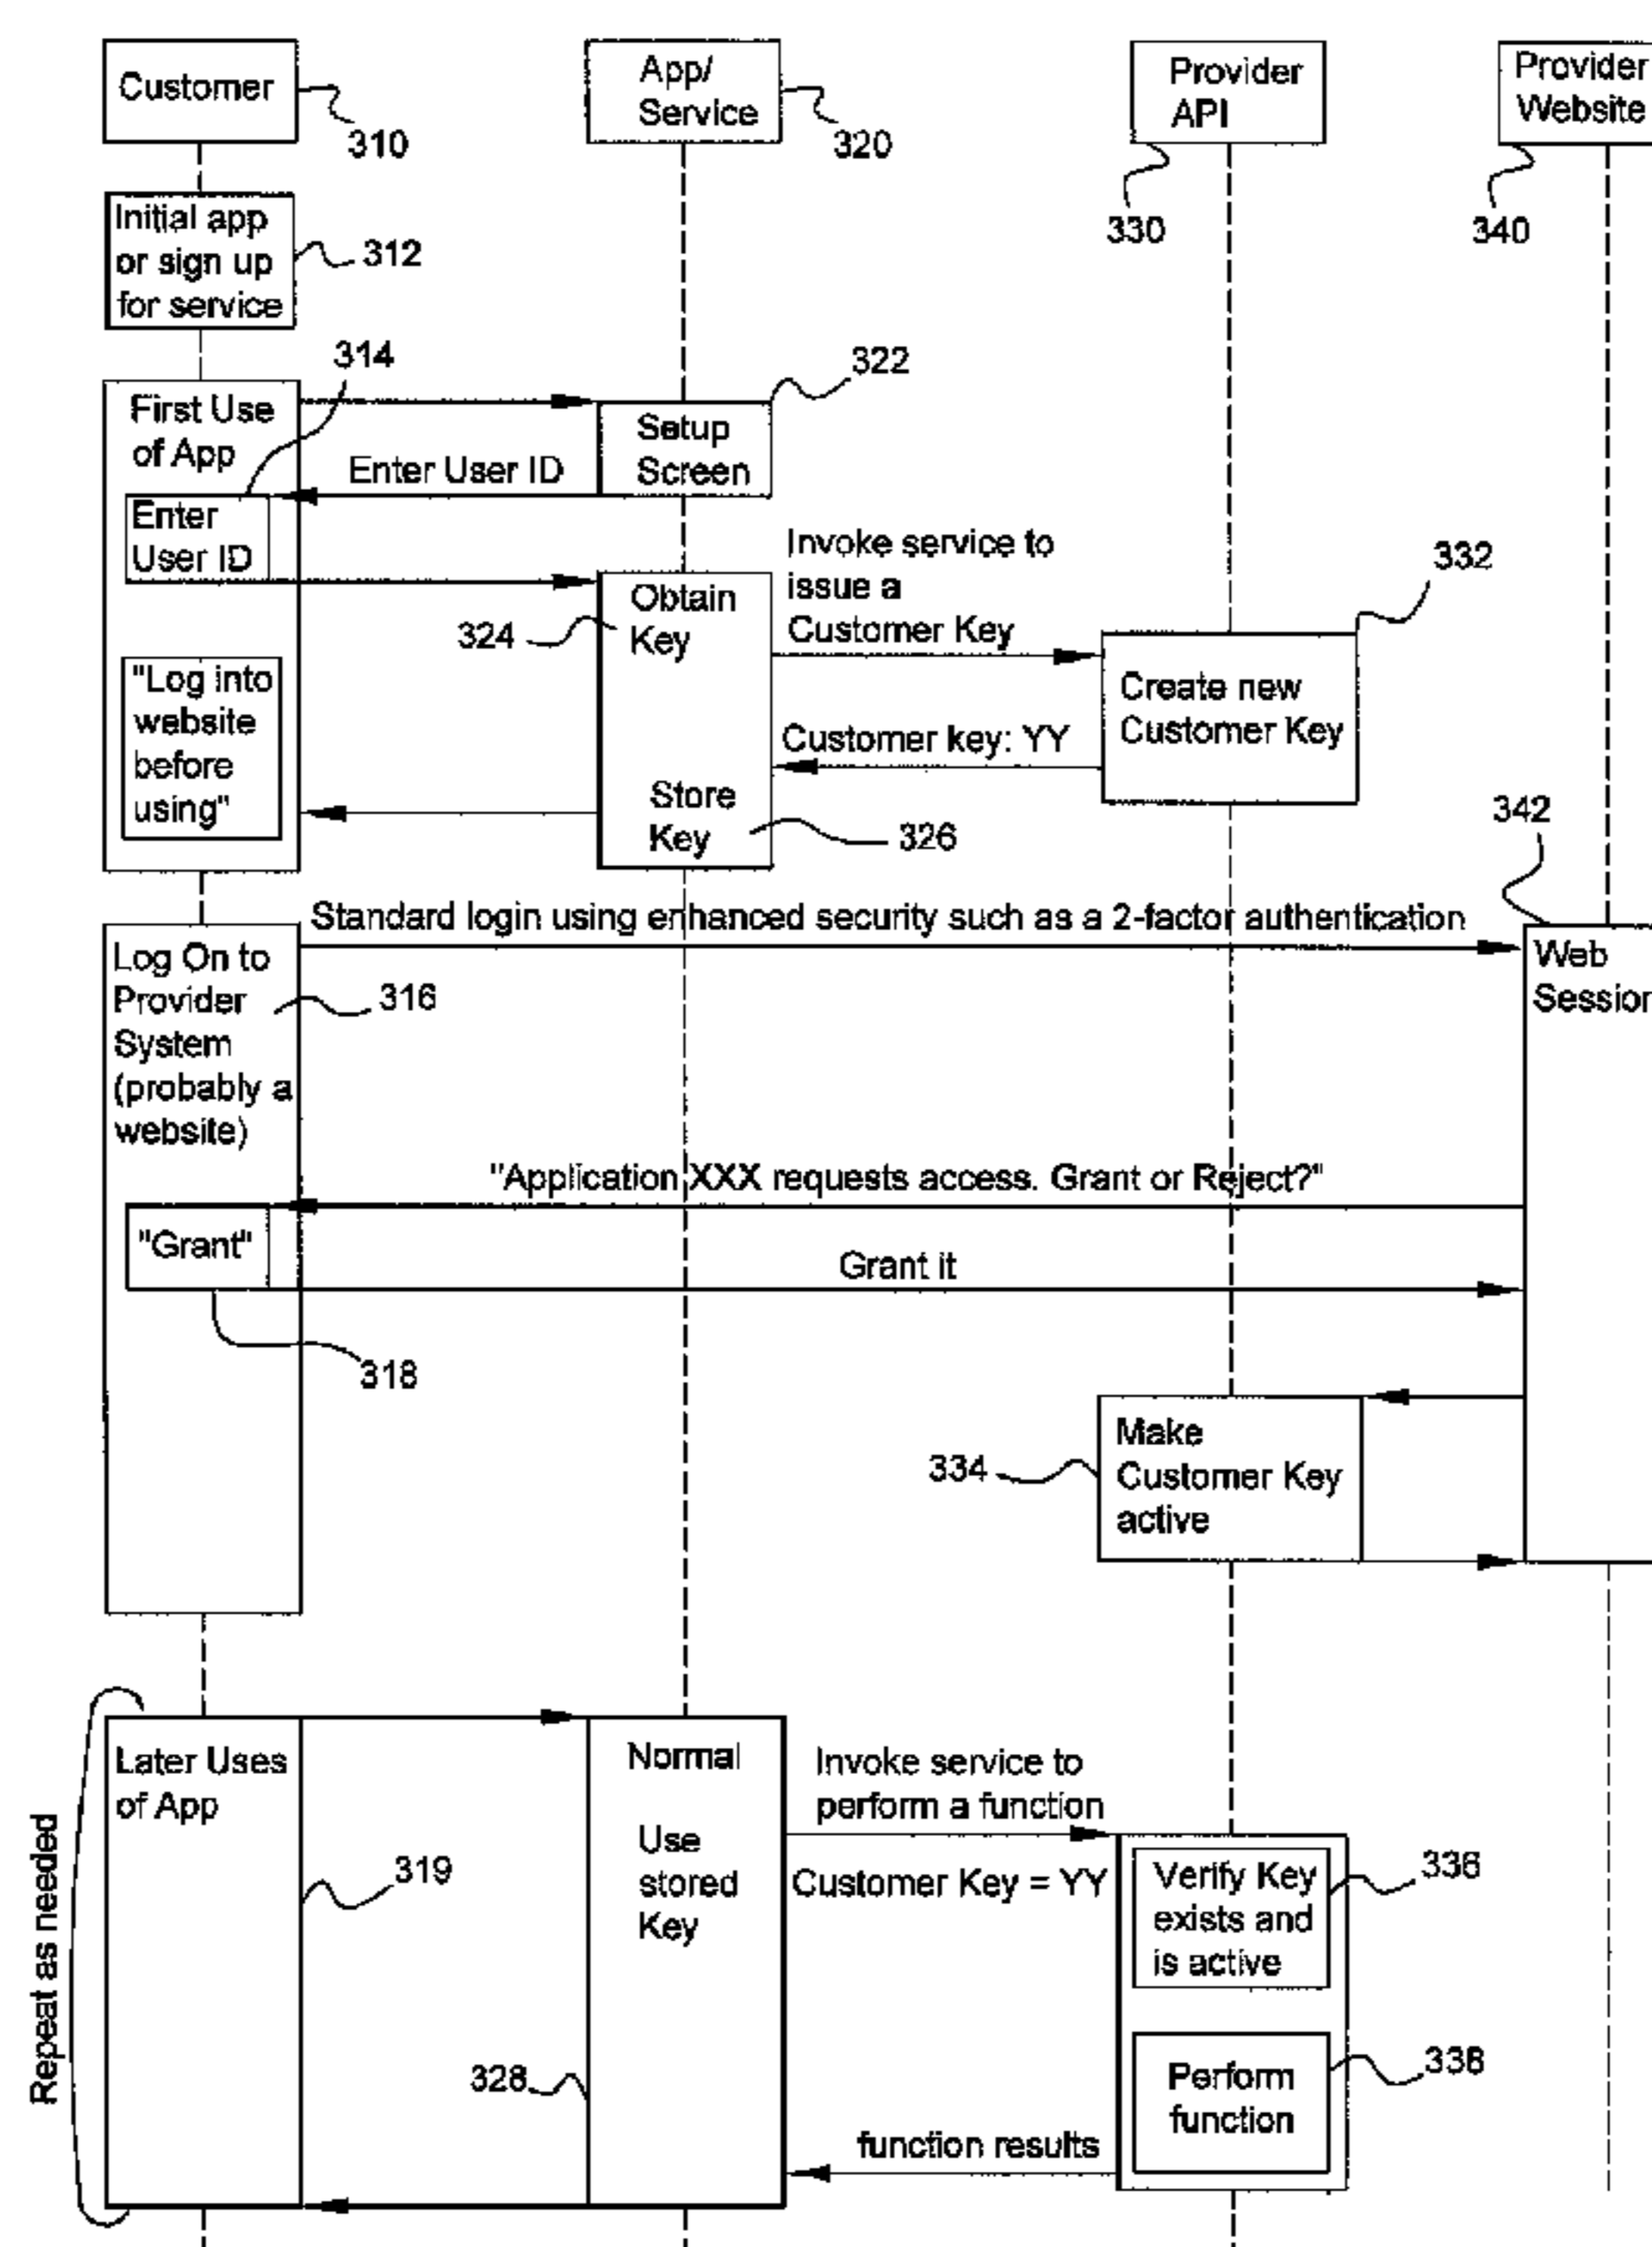 Customer
310
App/
Service
320
Provider
API
330
Provider
Website
340
Initial app
or sign up
for service
312
314
First Use
of App
322
Setup
Screen
Enter User ID
Enter
User ID
Invoke service to
issue a
Customer Key
332
Obtain
Key
324
Create new
Customer Key
"Log into
website
before
using"
Customer key: YY
Store
Key
326
342
Standard login using enhanced security such as a 2-factor authentication
Log On to
Provider
System
(probably a
website)
316
Web
Session
"Application XXX requests access. Grant or Reject?"
"Grant"
Grant it
318
334
Make
Customer Key
active
Repeat as needed
Later Uses
of App
319
Normal
Use
stored
Key
328
Invoke service to
perform a function
Customer Key = YY
Verify Key
exists and
is active
336
Perform
function
338
function results